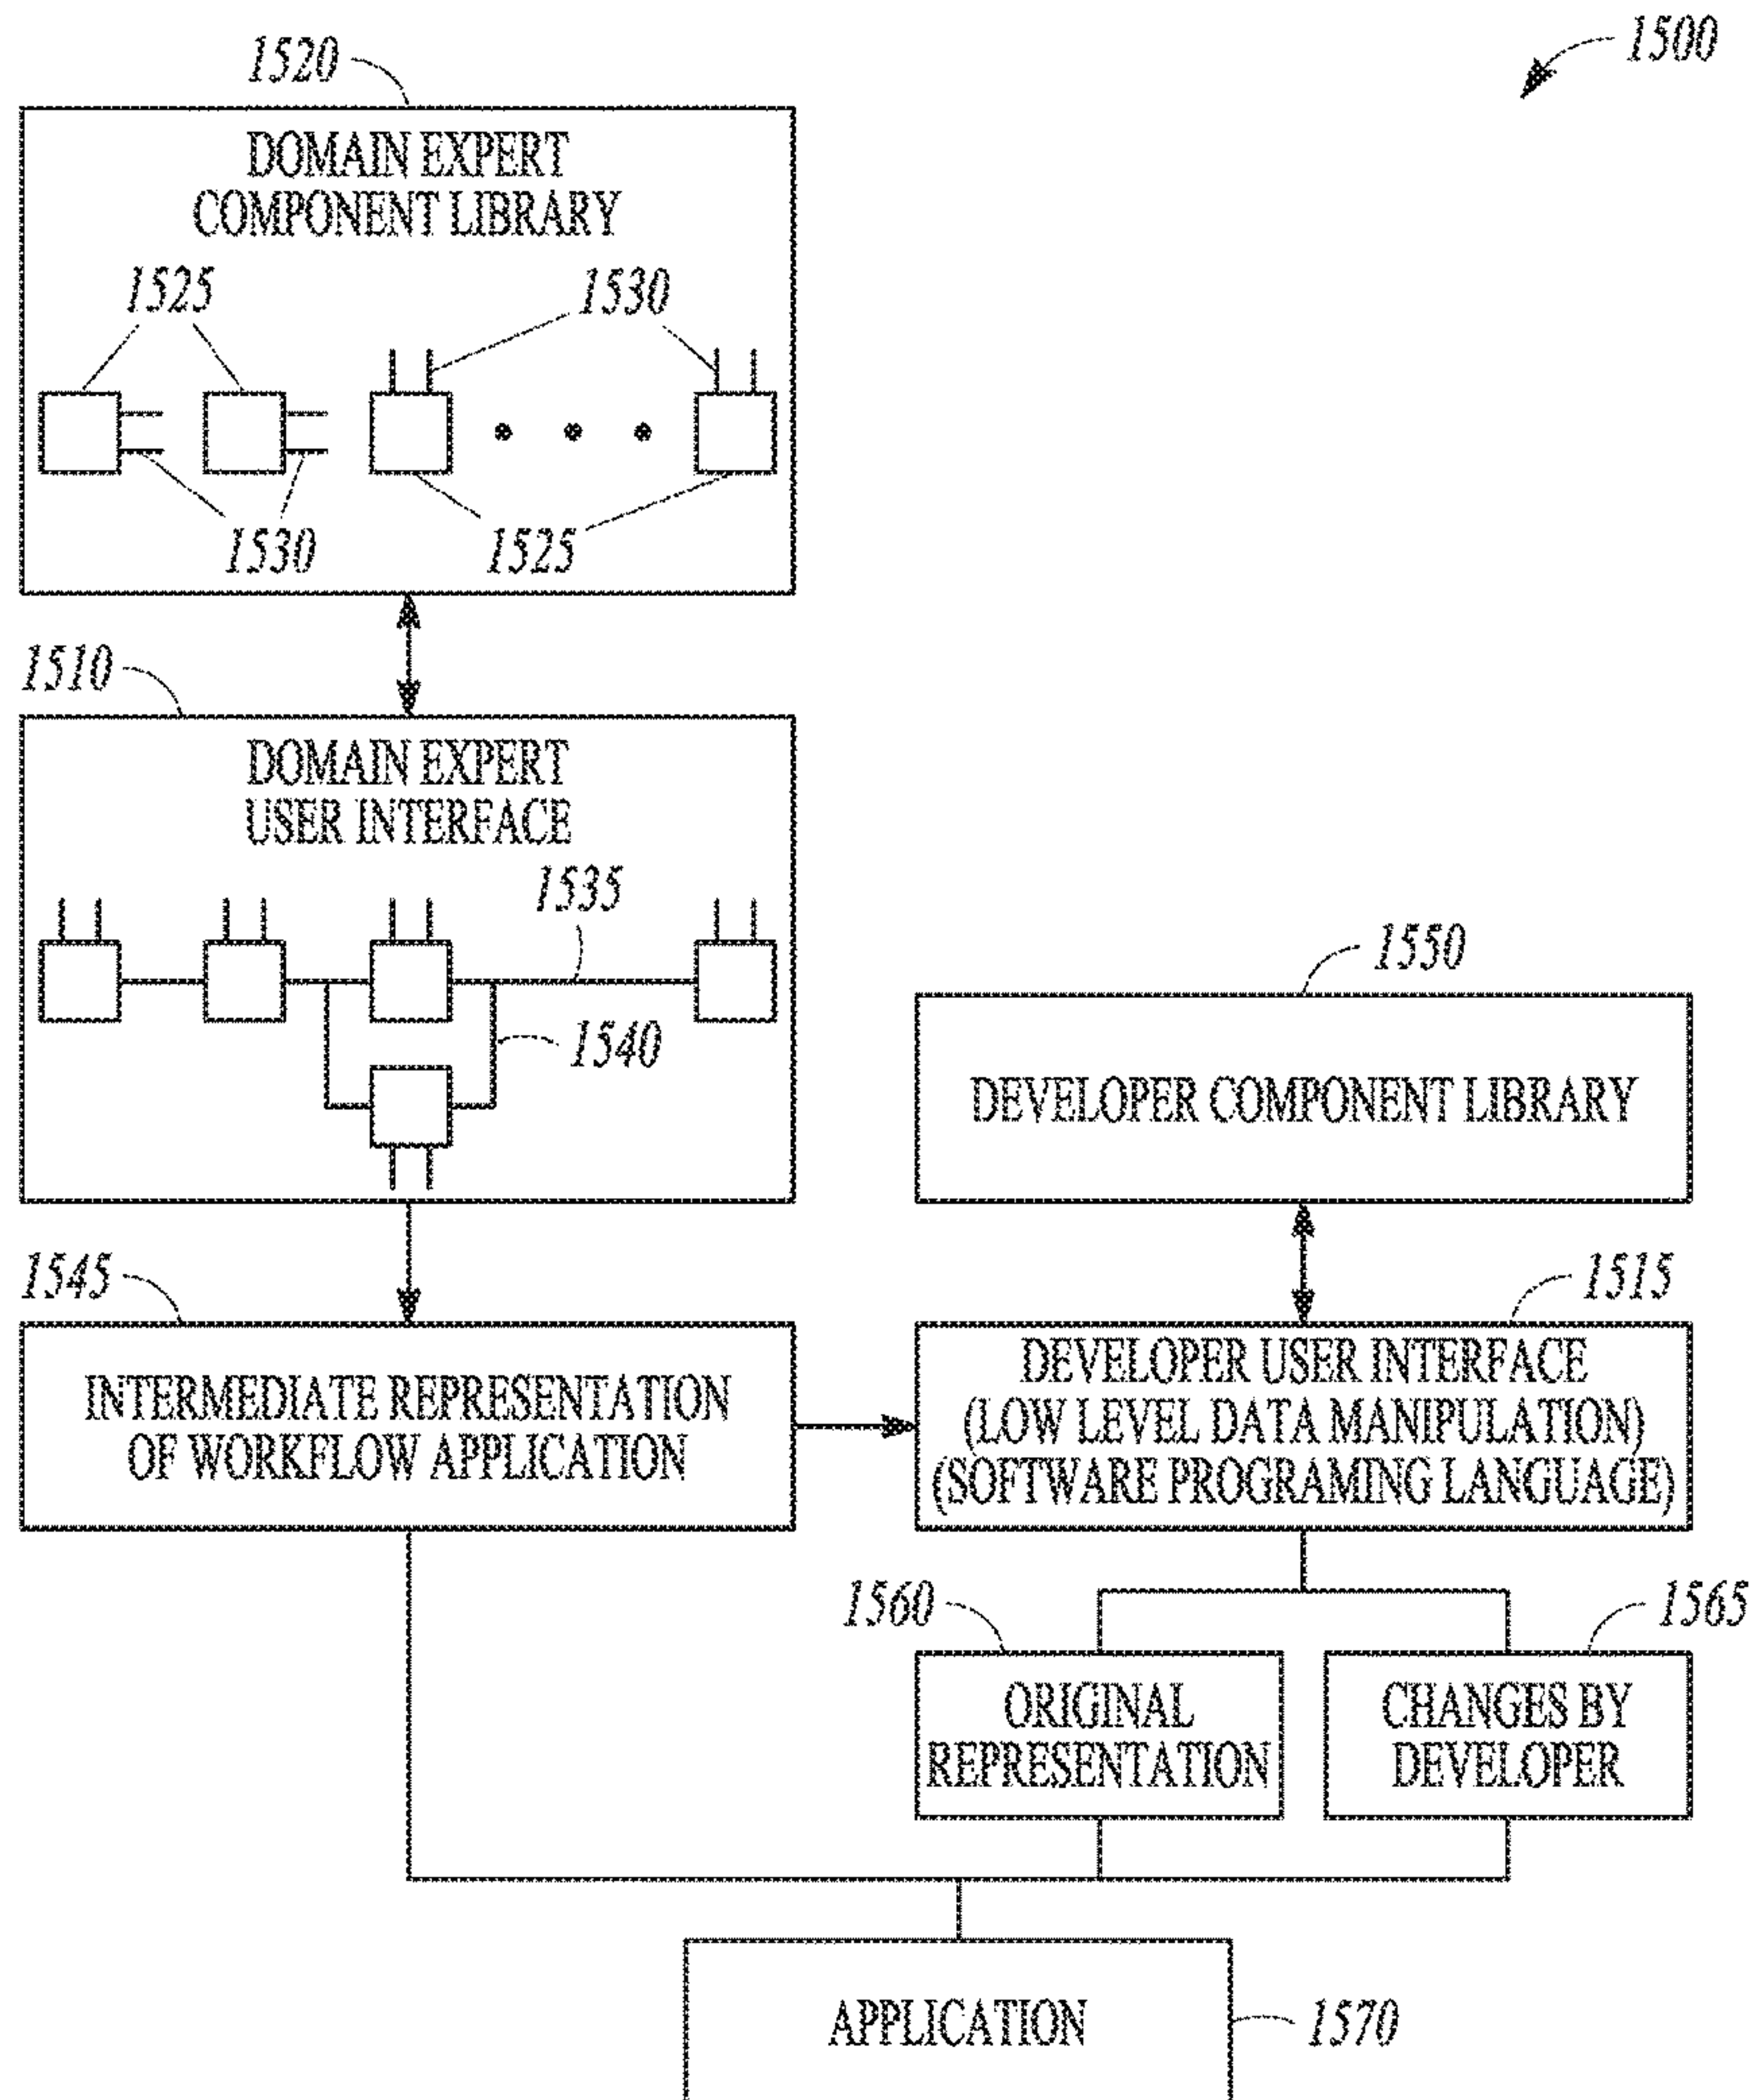 1500
1520
DOMAIN EXPERT
COMPONENT LIBRARY
1525
1530
1530
1525
1510
DOMAIN EXPERT
USER INTERFACE
1535
1540
1550
DEVELOPER COMPONENT LIBRARY
1545
INTERMEDIATE REPRESENTATION
OF WORKFLOW APPLICATION
1515
DEVELOPER USER INTERFACE
(LOW LEVEL DATA MANIPULATION)
(SOFTWARE PROGRAMING LANGUAGE)
1560
ORIGINAL
REPRESENTATION
1565
CHANGES BY
DEVELOPER
APPLICATION
1570